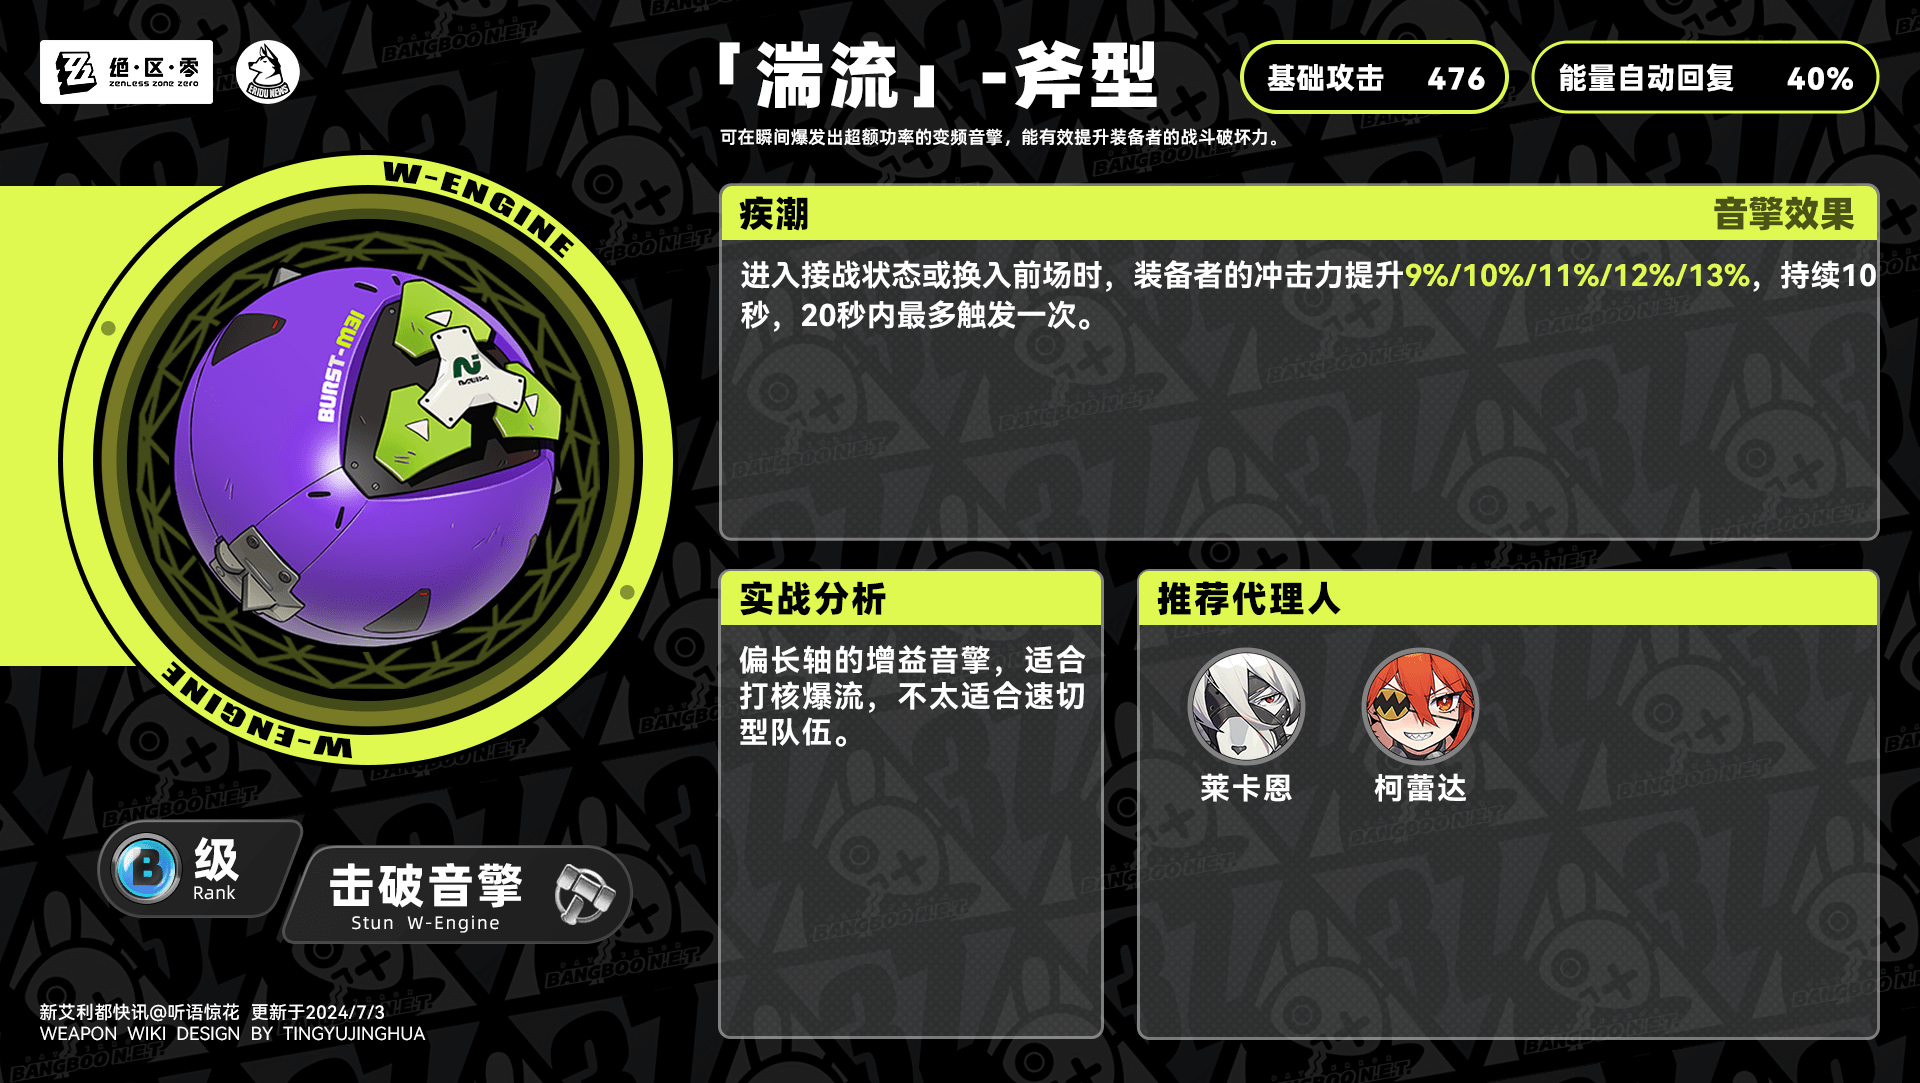 绝·区·零
ZENLESS ZONE ZERO
ERIDU NEWS
「湍流」-斧型
基础攻击 476
能量自动回复 40%
可在瞬间爆发出超额功率的变频音擎，能有效提升装备者的战斗破坏力。
W-ENGINE
BURST-M31
W-ENGINE
疾潮
音擎效果
进入接战状态或换入前场时，装备者的冲击力提升9%/10%/11%/12%/13%，持续10
秒，20秒内最多触发一次。
实战分析
偏长轴的增益音擎，适合
打核爆流，不太适合速切
型队伍。
推荐代理人
莱卡恩
柯蕾达
B
级
Rank
击破音擎
Stun W-Engine
新艾利都快讯@听语惊花 更新于2024/7/3
WEAPON WIKI DESIGN BY TINGYUJINGHUA
BANGBOO N.E.T.